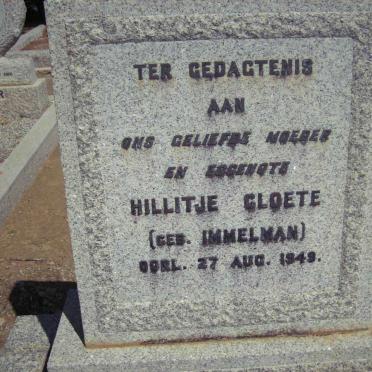 TER GEDAGTENIS
AAN
ONS GELIEFDE MOEDER
EN EGGENOTE
HILLITJE CLOETE
(GEB. IMMELMAN)
OORL. 27 AUG. 1949.